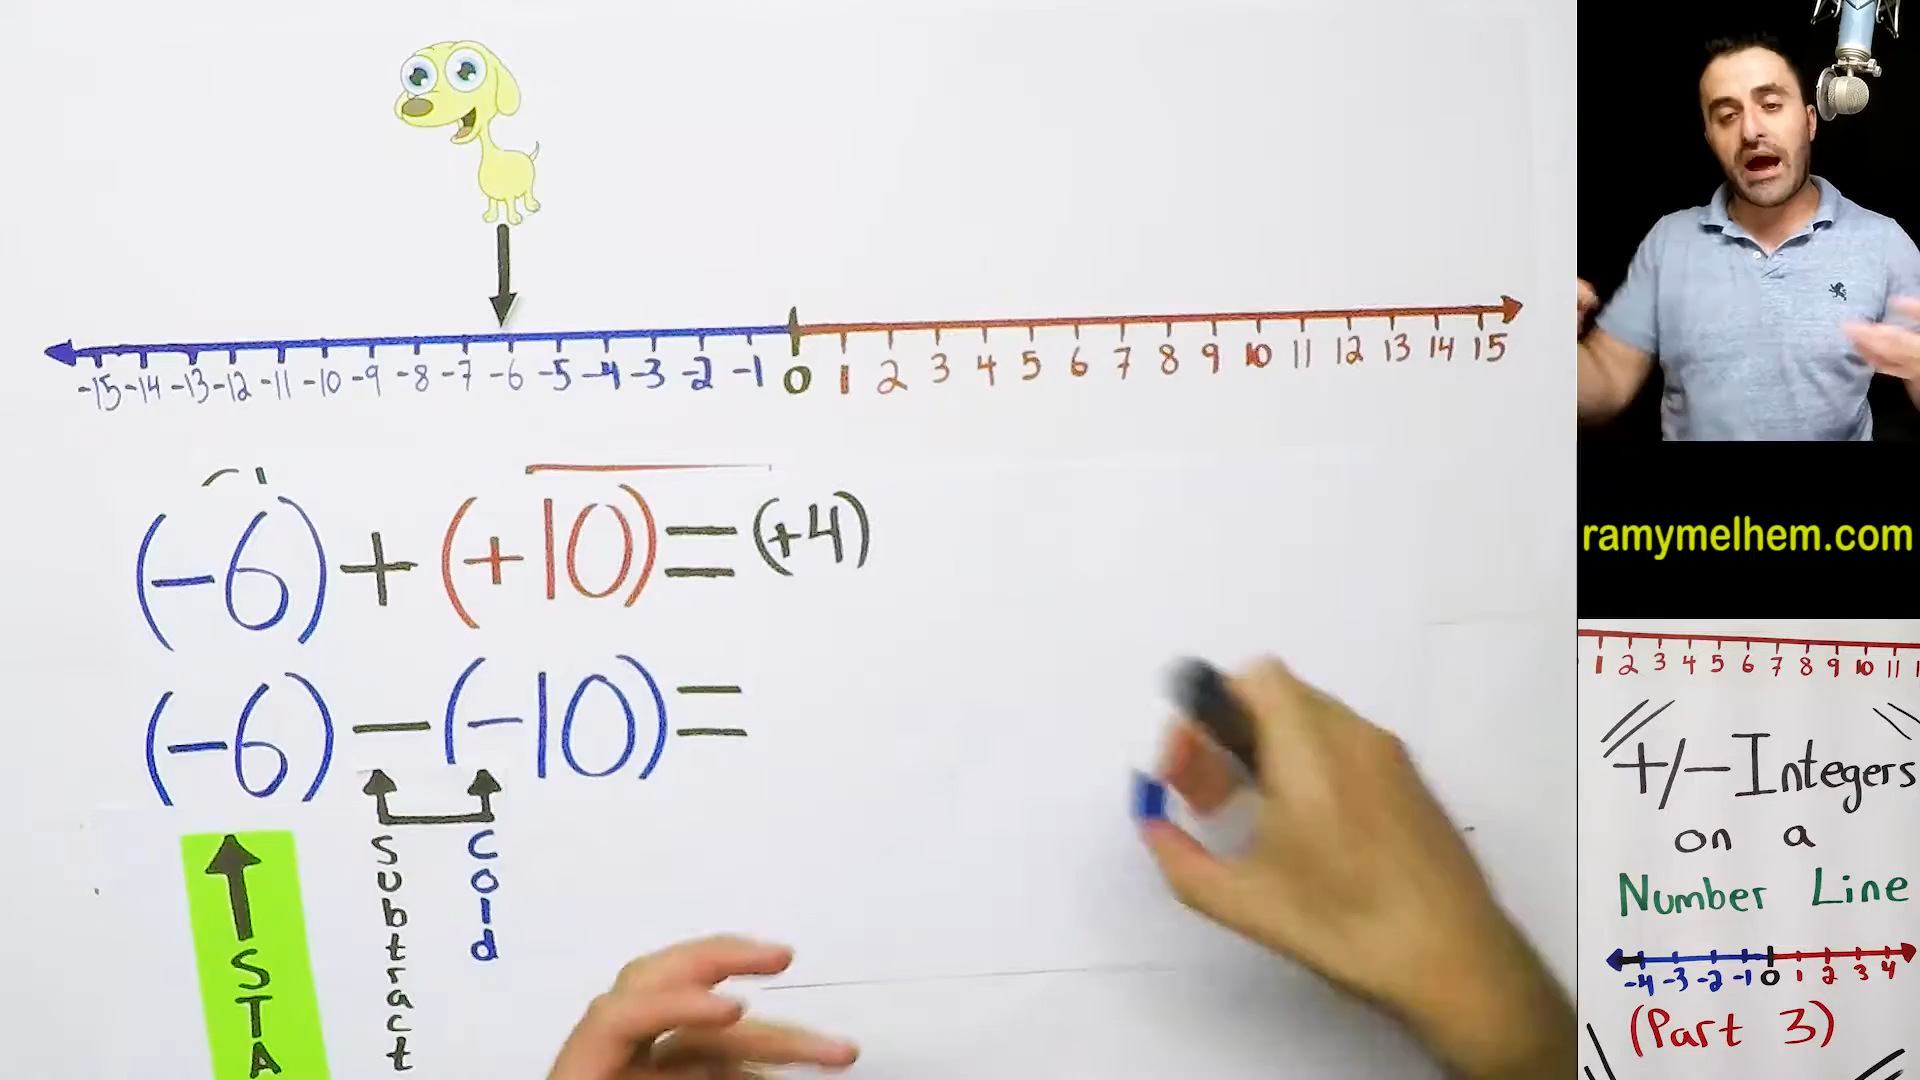 -15 -14 -13 -12 -11 -10 -9 -8 -7 -6 -5 -4 -3 -2 -1 0 1 2 3 4 5 6 7 8 9 10 11 12 13 14 15
(-6) + (+10) = (+4)
(-6) - (-10) =
STA
Subtract
Cold
ramymelhem.com
1 2 3 4 5 6 7 8 9 10 11
+/- Integers
on a
Number Line
-4 -3 -2 -1 0 1 2 3 4
(Part 3)